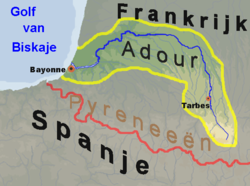 Golf
van
Biskaje
Frankrijk
Adour
Bayonne
Tarbes
Pyreneeën
Spanje